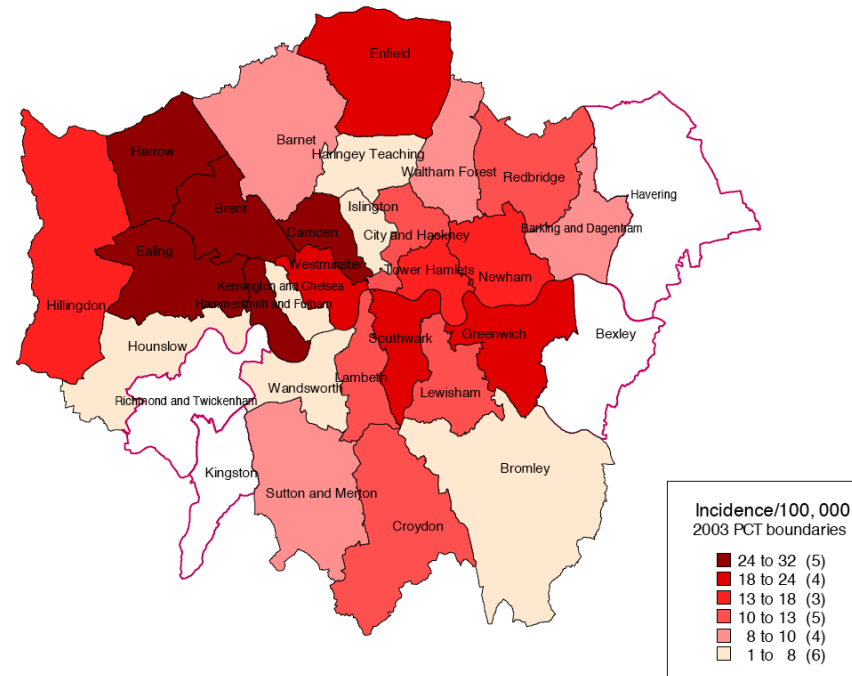 Enfield
Barnet
Harrow
Haringey Teaching
Waltham Forest
Redbridge
Havering
Islington
Brent
Camden
City and Hackney
Barking and Dagenham
Ealing
Westminster
Tower Hamlets
Newham
Kensington and Chelsea
Hammersmith and Fulham
Hillingdon
Hounslow
Southwark
Greenwich
Bexley
Lambeth
Wandsworth
Lewisham
Richmond and Twickenham
Bromley
Kingston
Sutton and Merton
Croydon
Incidence/100, 000
2003 PCT boundaries
24 to 32 (5)
18 to 24 (4)
13 to 18 (3)
10 to 13 (5)
8 to 10 (4)
1 to 8 (6)